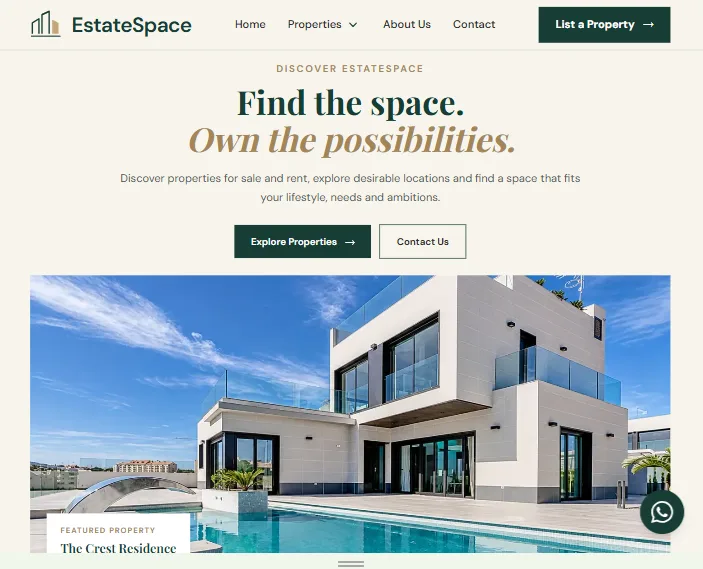 EstateSpace
Home Properties About Us Contact
List a Property →
DISCOVER ESTATESPACE
Find the space.
Own the possibilities.
Discover properties for sale and rent, explore desirable locations and find a space that fits
your lifestyle, needs and ambitions.
Explore Properties → Contact Us
FEATURED PROPERTY
The Crest Residence